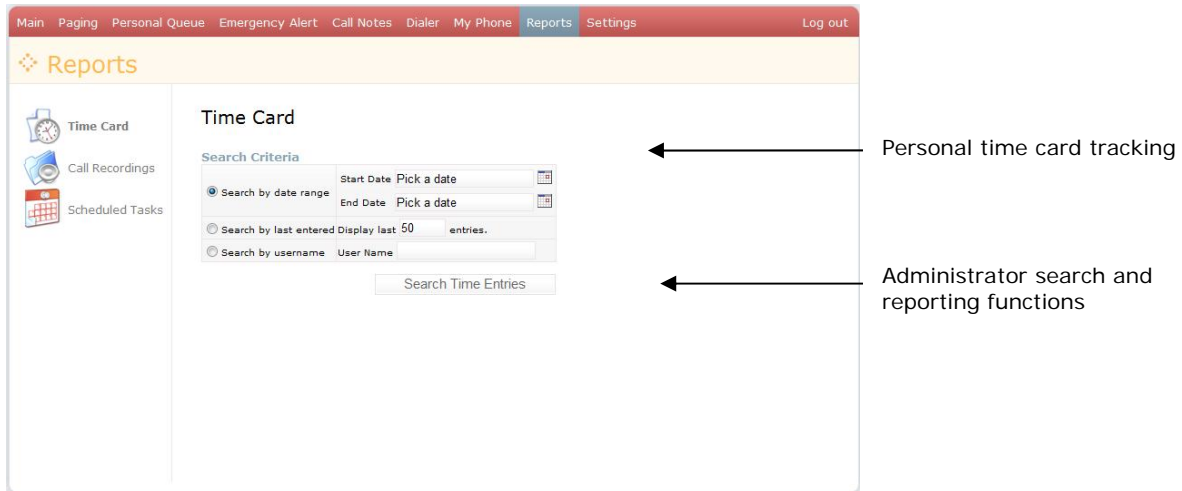 Main Paging Personal Queue Emergency Alert Call Notes Dialer My Phone Reports Settings Log out
Reports
Time Card
Call Recordings
Scheduled Tasks
Time Card
Search Criteria
Search by date range
Start Date Pick a date
End Date Pick a date
Search by last entered Display last 50 entries.
Search by username User Name
Search Time Entries
Personal time card tracking
Administrator search and
reporting functions